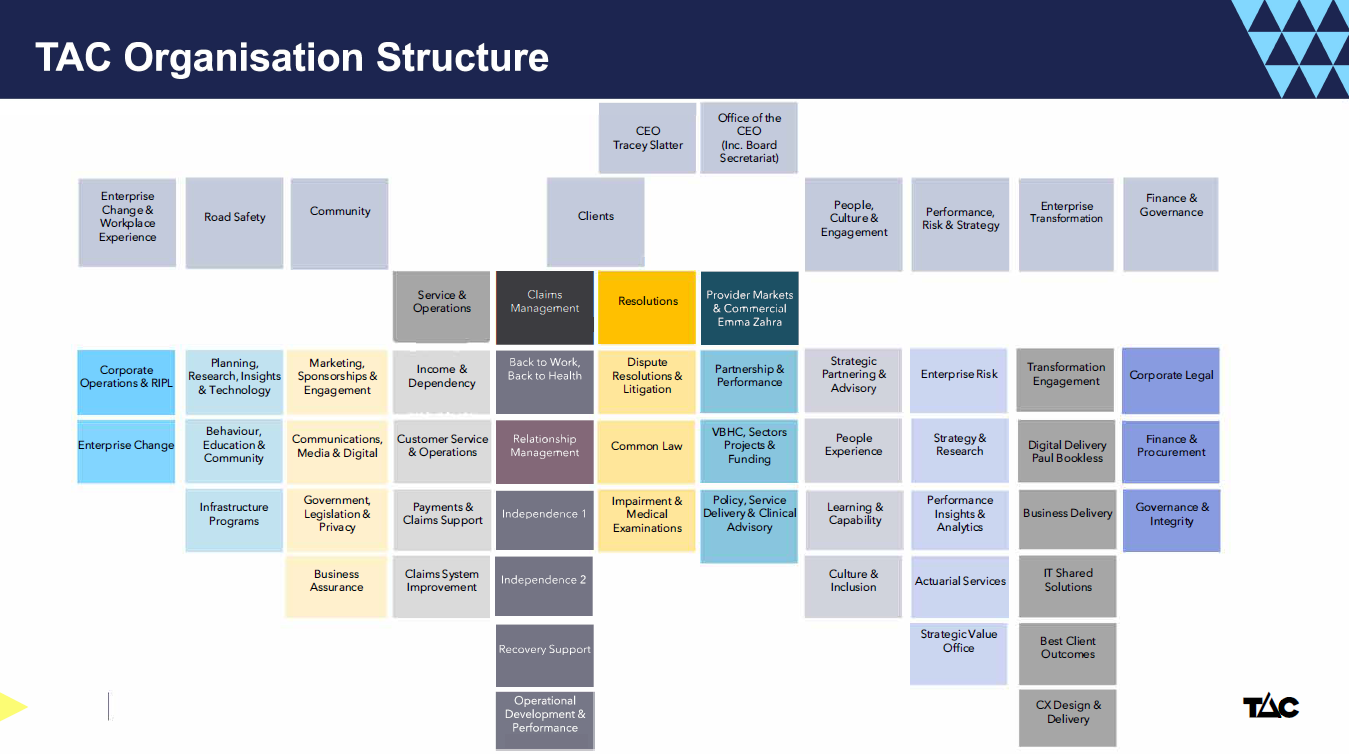 TAC Organisation Structure
CEO
Tracey Slatter
Office of the
CEO
(Inc. Board
Secretariat)
Enterprise
Change &
Workplace
Experience
Road Safety
Community
Clients
People,
Culture &
Engagement
Performance,
Risk & Strategy
Enterprise
Transformation
Finance &
Governance
Service &
Operations
Claims
Management
Resolutions
Provider Markets
& Commercial
Emma Zahra
Corporate
Operations & RIPL
Planning,
Research, Insights
& Technology
Marketing,
Sponsorships &
Engagement
Income &
Dependency
Back to Work,
Back to Health
Dispute
Resolutions &
Litigation
Partnership &
Performance
Strategic
Partnering &
Advisory
Enterprise Risk
Transformation
Engagement
Corporate Legal
Enterprise Change
Behaviour,
Education &
Community
Communications,
Media & Digital
Customer Service
& Operations
Relationship
Management
Common Law
VBHC, Sectors
Projects &
Funding
People
Experience
Strategy &
Research
Digital Delivery
Paul Bookless
Finance &
Procurement
Infrastructure
Programs
Government,
Legislation &
Privacy
Payments &
Claims Support
Independence 1
Impairment &
Medical
Examinations
Policy, Service
Delivery & Clinical
Advisory
Learning &
Capability
Performance
Insights &
Analytics
Business Delivery
Governance &
Integrity
Business
Assurance
Claims System
Improvement
Independence 2
Culture &
Inclusion
Actuarial Services
IT Shared
Solutions
Recovery Support
Strategic Value
Office
Best Client
Outcomes
Operational
Development &
Performance
CX Design &
Delivery
TAC